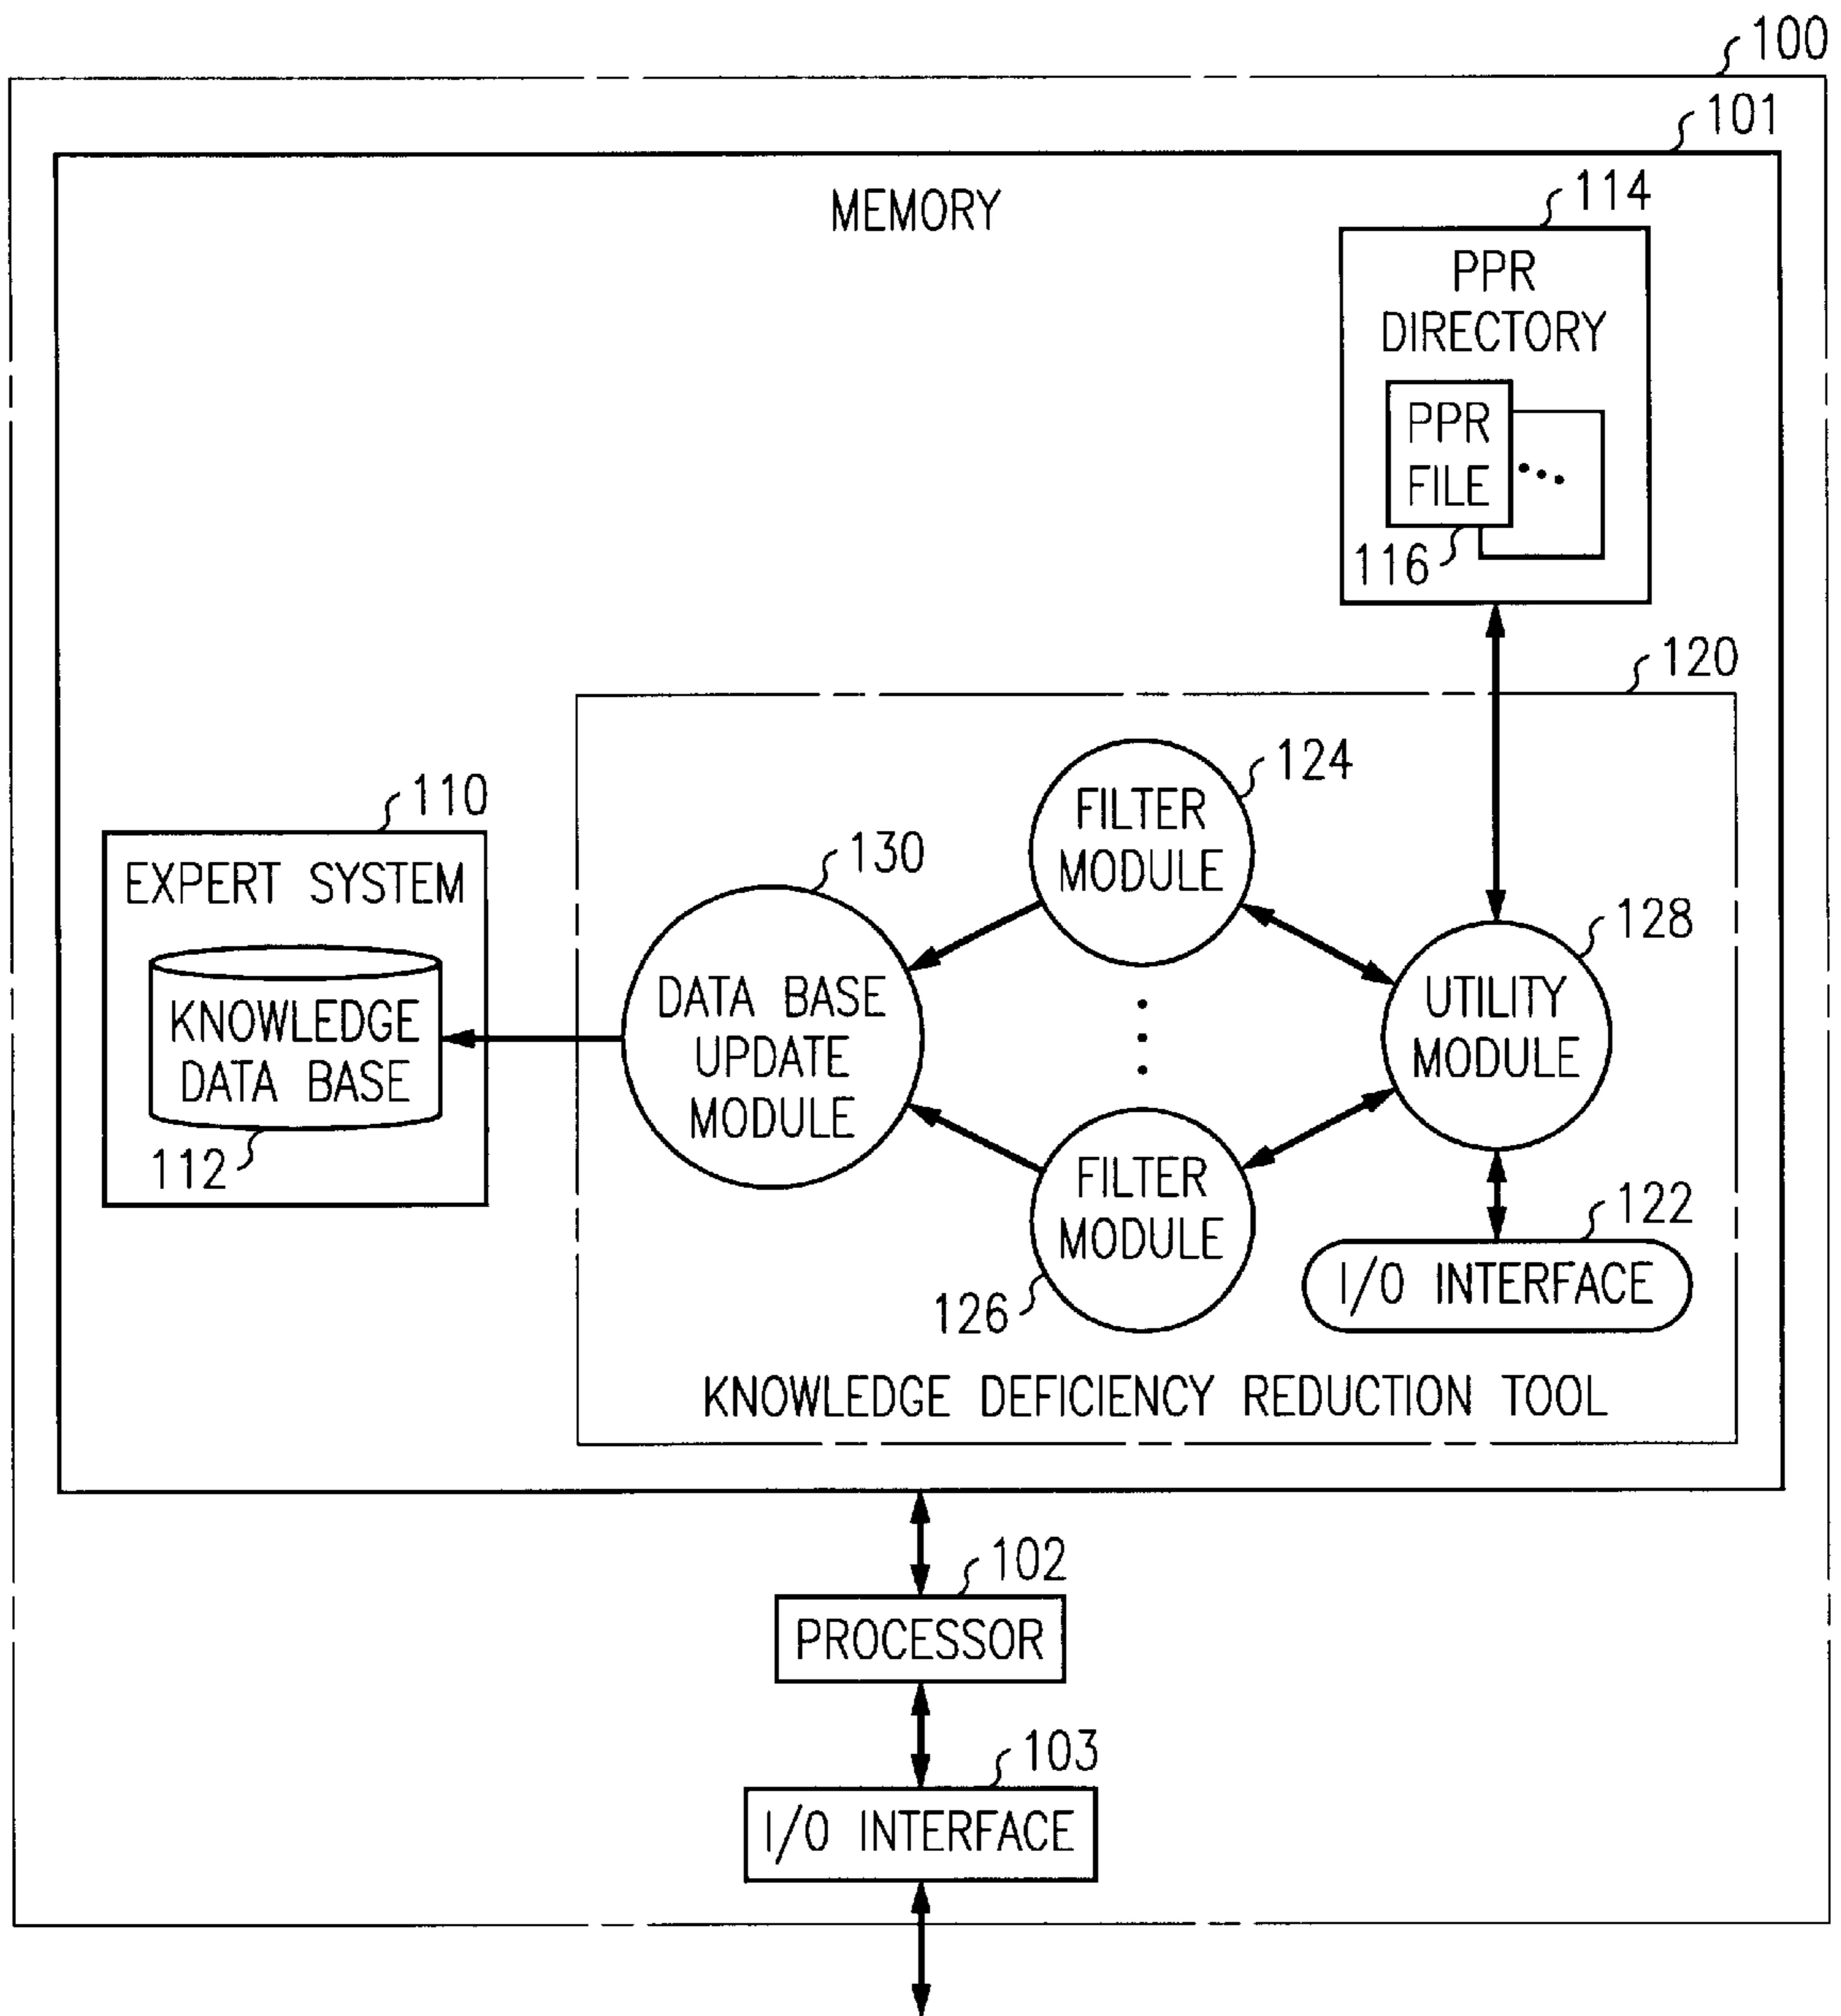 100
101
MEMORY
114
PPR
DIRECTORY
PPR
FILE
116
120
110
EXPERT SYSTEM
KNOWLEDGE
DATA BASE
112
130
DATA BASE
UPDATE
MODULE
124
FILTER
MODULE
FILTER
MODULE
126
128
UTILITY
MODULE
122
I/O INTERFACE
KNOWLEDGE DEFICIENCY REDUCTION TOOL
102
PROCESSOR
103
I/O INTERFACE